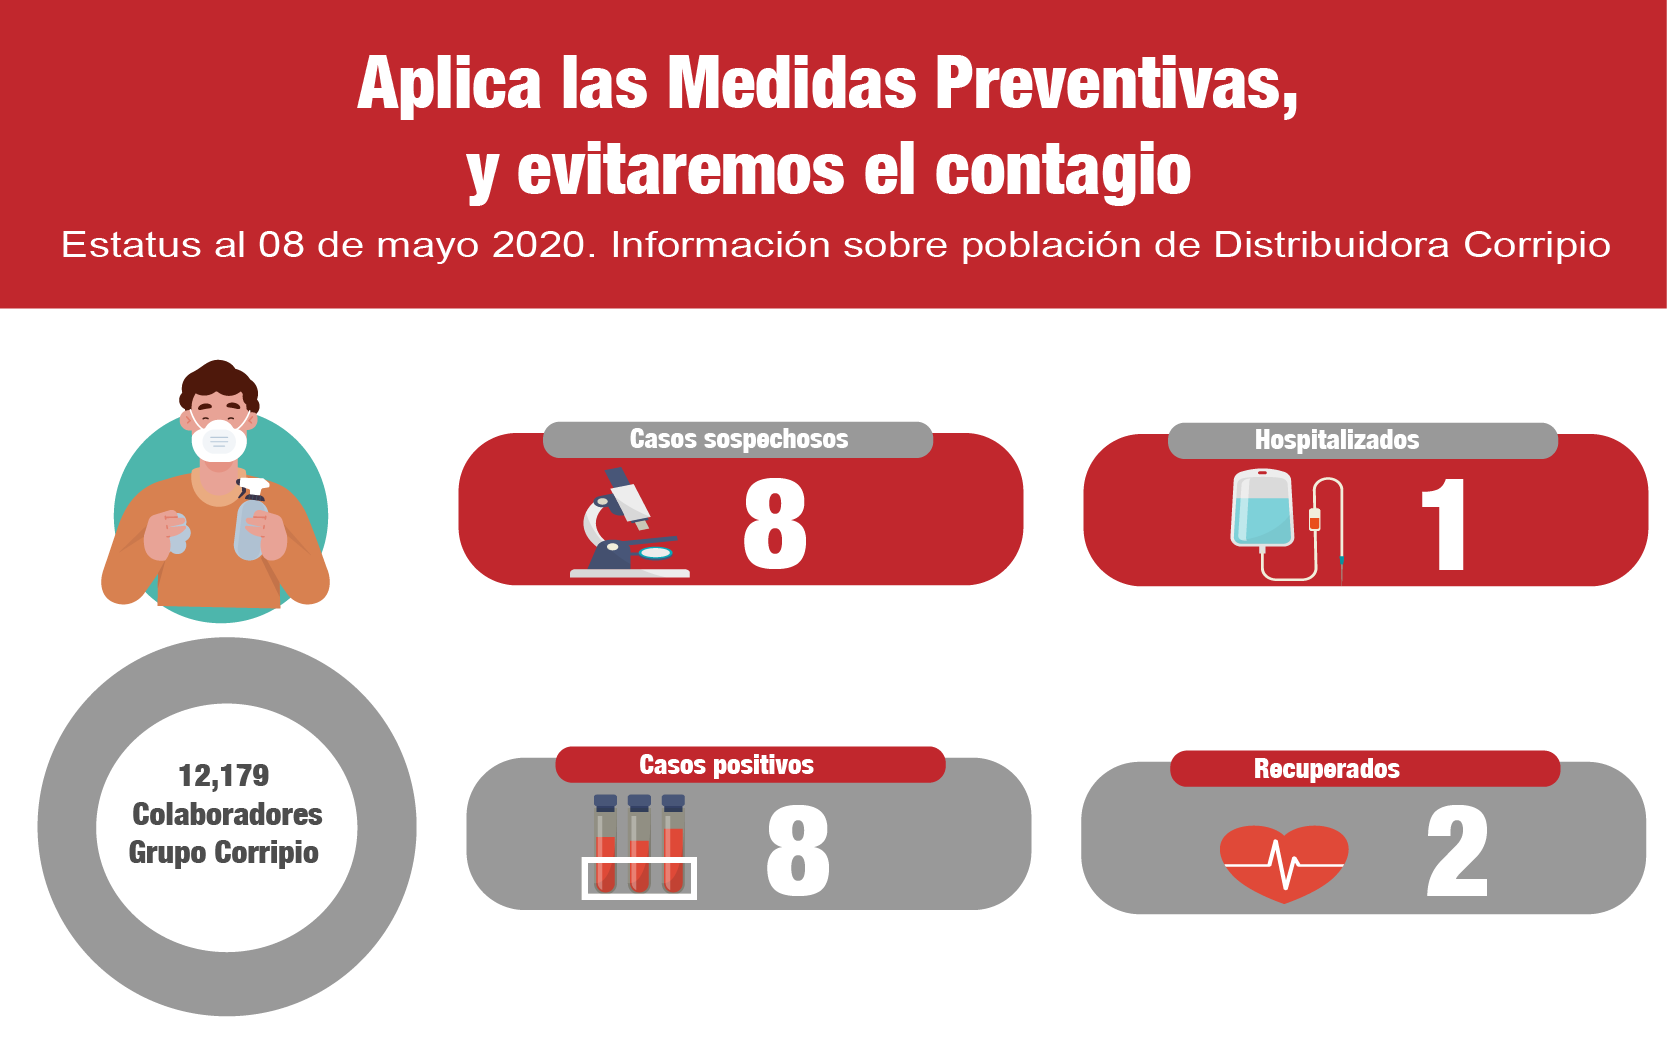 Aplica las Medidas Preventivas,
y evitaremos el contagio
Estatus al 08 de mayo 2020. Información sobre población de Distribuidora Corripio
Casos sospechosos
8
Hospitalizados
1
12,179
Colaboradores
Grupo Corripio
Casos positivos
8
Recuperados
2